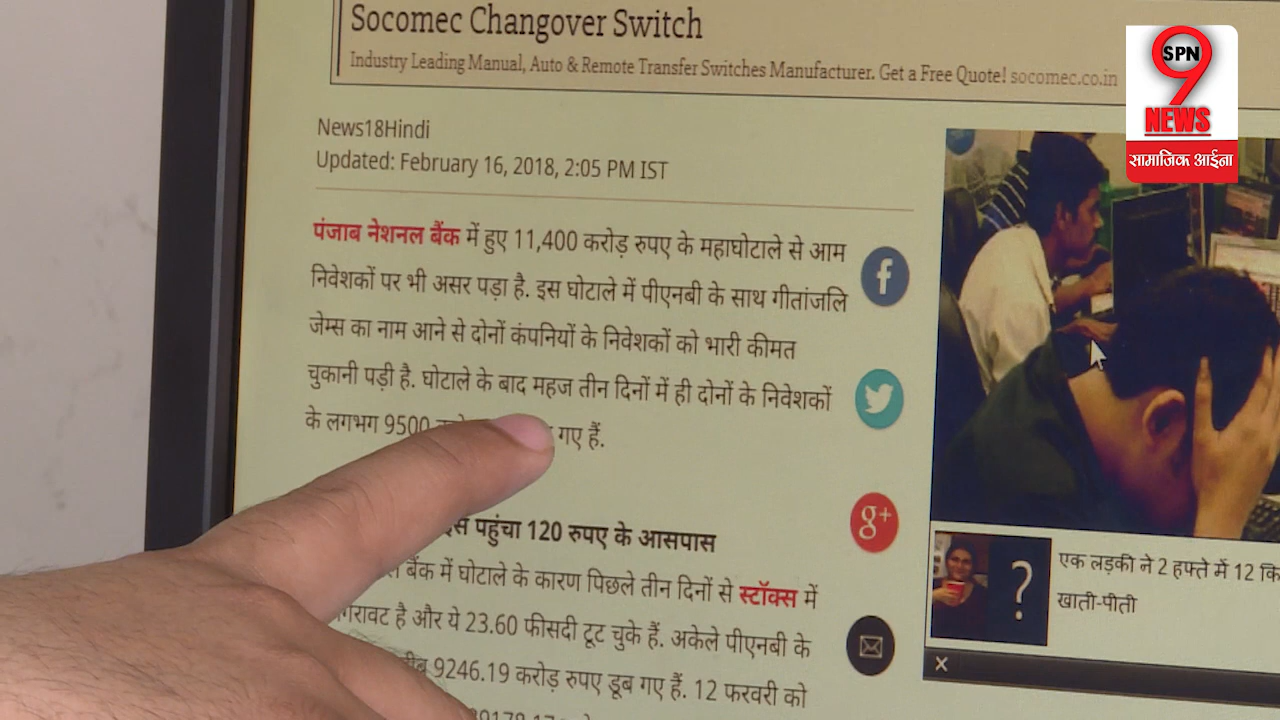 Socomec Changover Switch
Industry Leading Manual, Auto & Remote Transfer Switches Manufacturer. Get a Free Quote! socomec.co.in
SPN
9
NEWS
सामाजिक आईना
News18Hindi
Updated: February 16, 2018, 2:05 PM IST
पंजाब नेशनल बैंक में हुए 11,400 करोड़ रुपए के महाघोटाले से आम
निवेशकों पर भी असर पड़ा है. इस घोटाले में पीएनबी के साथ गीतांजलि
जेम्स का नाम आने से दोनों कंपनियों के निवेशकों को भारी कीमत
चुकानी पड़ी है. घोटाले के बाद महज तीन दिनों में ही दोनों के निवेशकों
के लगभग 9500 गए हैं.
पहुंचा 120 रुपए के आसपास
बैंक में घोटाले के कारण पिछले तीन दिनों से स्टॉक्स में
है और ये 23.60 फीसदी टूट चुके हैं. अकेले पीएनबी के
9246.19 करोड़ रुपए डूब गए हैं. 12 फरवरी को
f
g+
?
एक लड़की ने 2 हफ्ते में 12
खाती-पीती
X